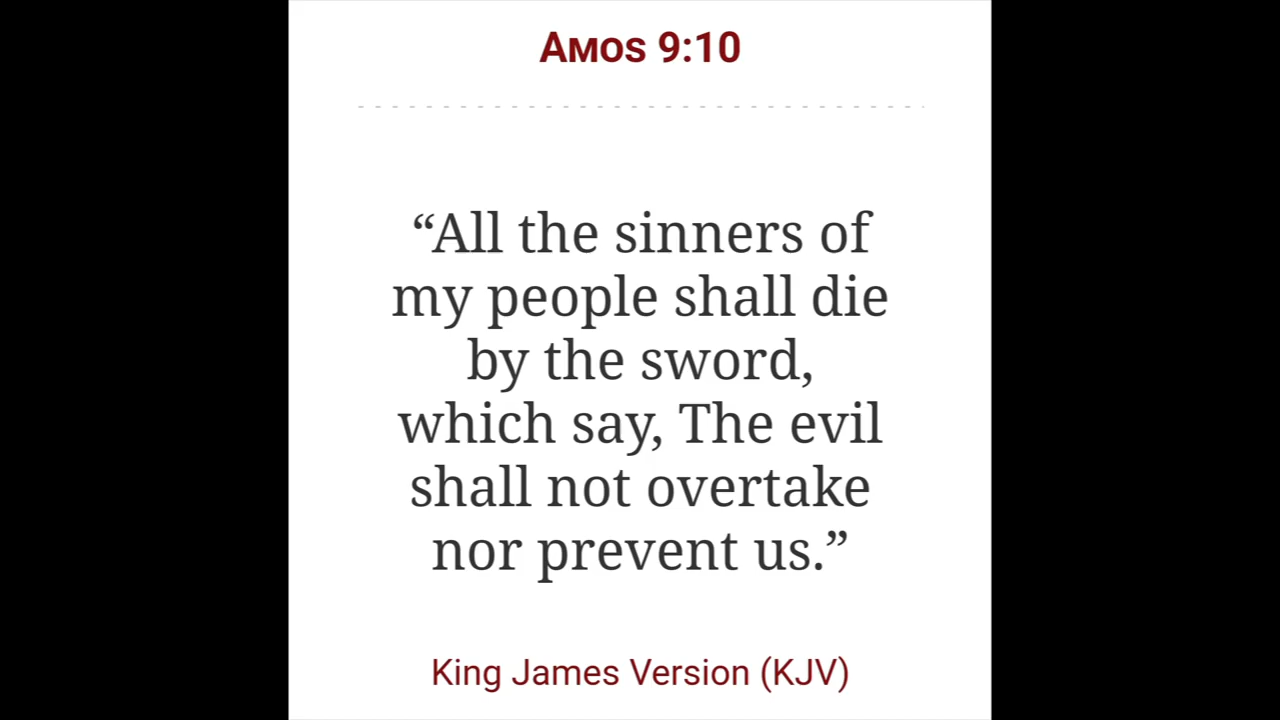 Amos 9:10
“All the sinners of
my people shall die
by the sword,
which say, The evil
shall not overtake
nor prevent us.”
King James Version (KJV)